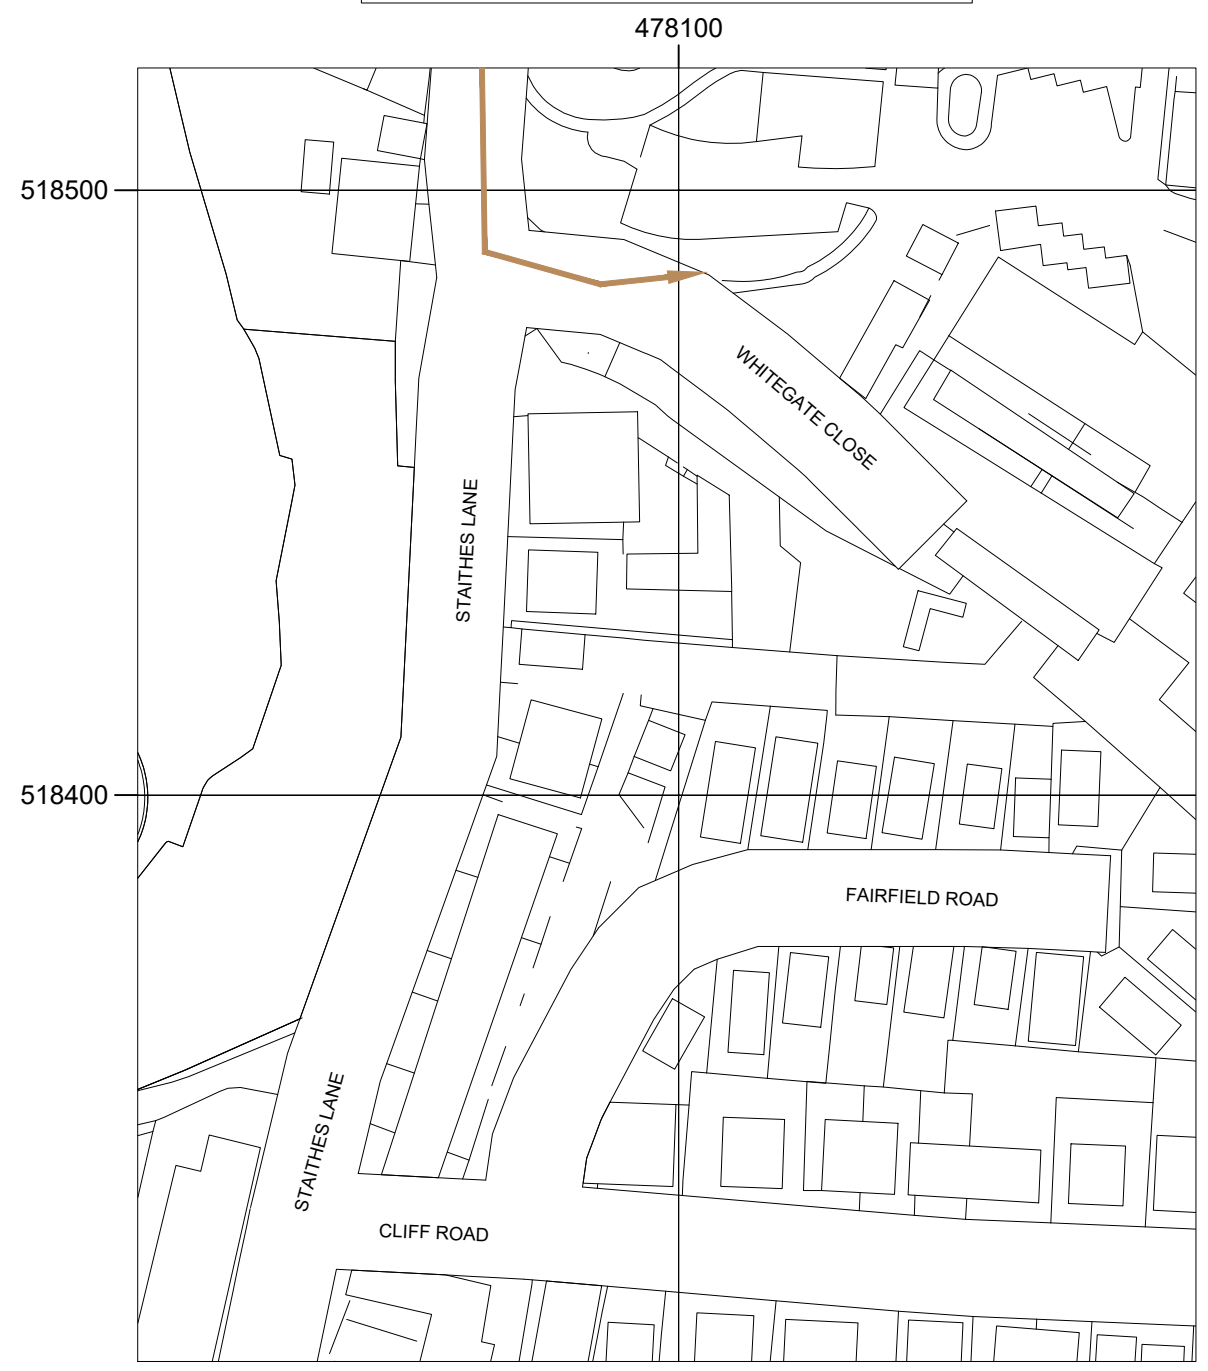 478100
518500
WHITEGATE CLOSE
STAITHES LANE
518400
FAIRFIELD ROAD
STAITHES LANE
CLIFF ROAD